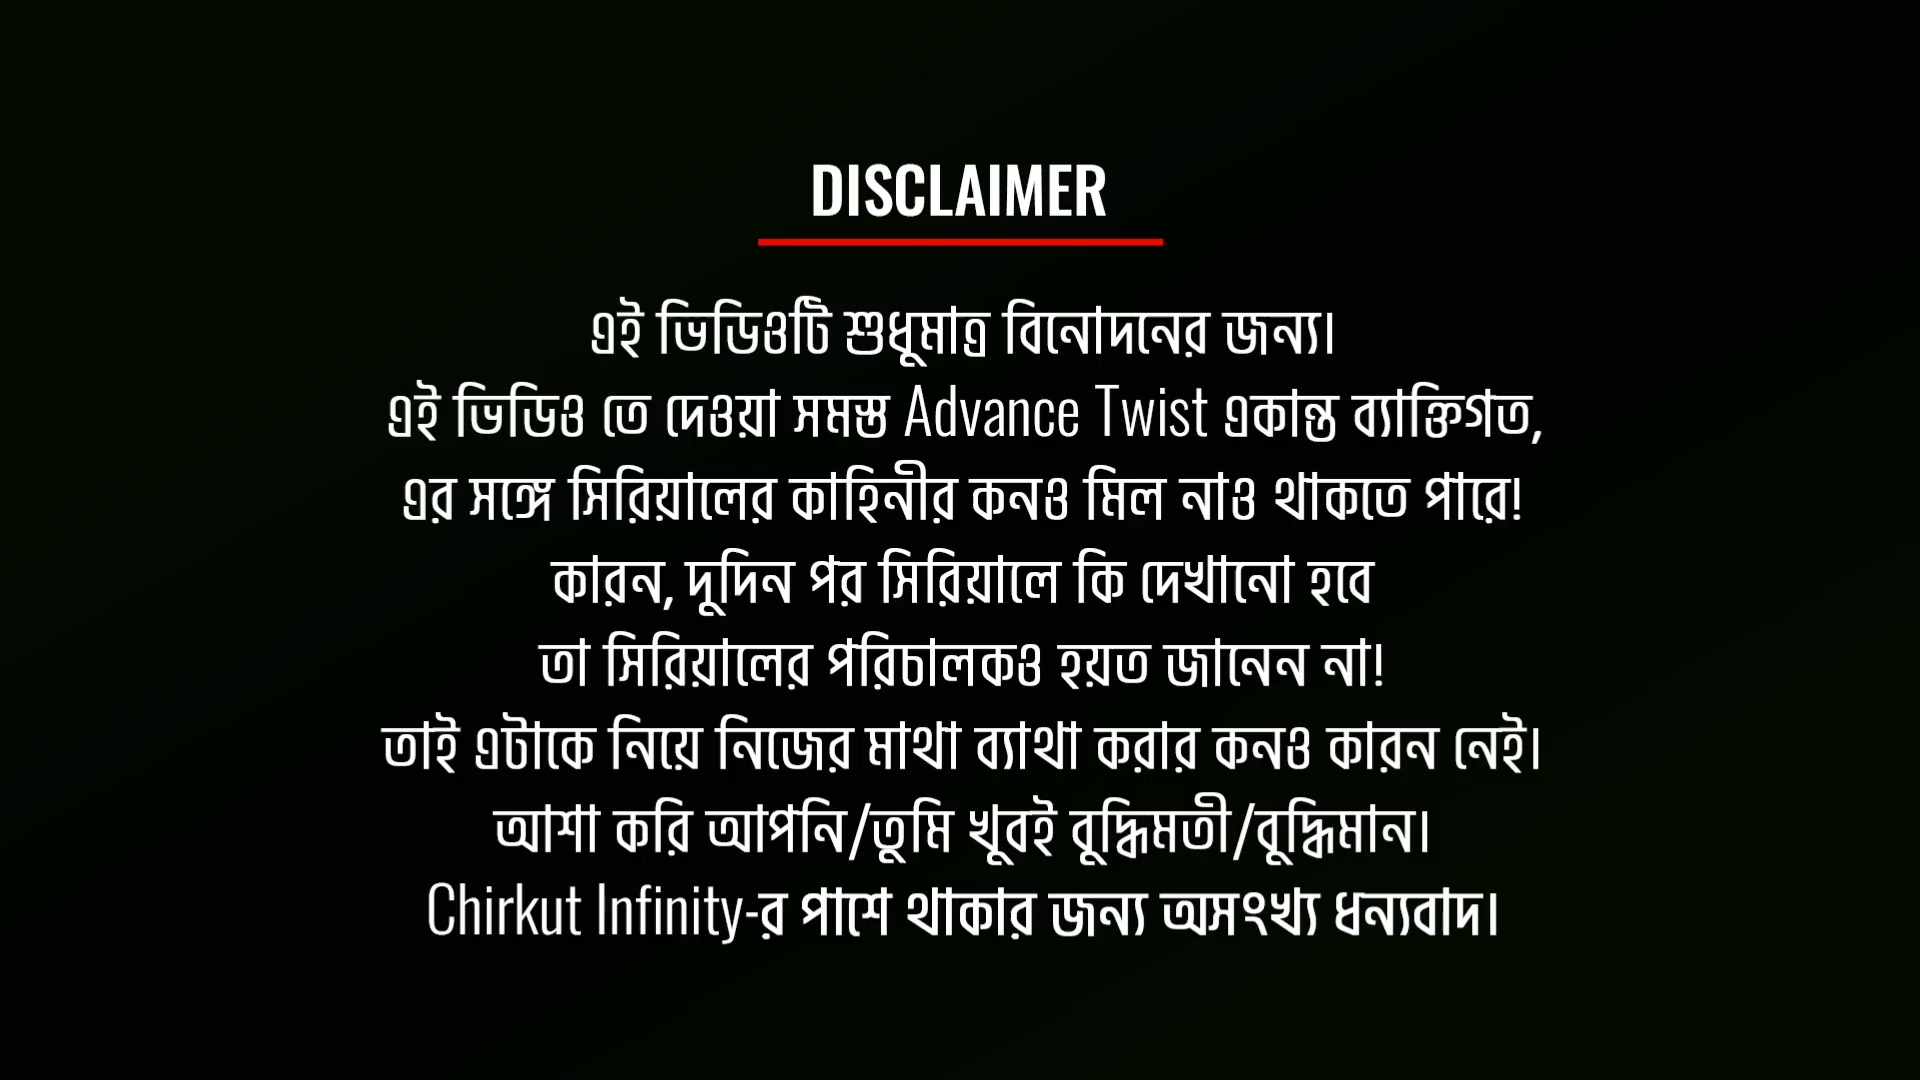 DISCLAIMER
এই ভিডিওটি শুধুমাত্র বিনোদনের জন্য।
এই ভিডিও তে দেওয়া সমস্ত Advance Twist একান্ত ব্যাক্তিগত,
এর সঙ্গে সিরিয়ালের কাহিনীর কনও মিল নাও থাকতে পারে!
কারন, দুদিন পর সিরিয়ালে কি দেখানো হবে
তা সিরিয়ালের পরিচালকও হয়ত জানেন না!
তাই এটাকে নিয়ে নিজের মাথা ব্যাথা করার কনও কারন নেই।
আশা করি আপনি/তুমি খুবই বুদ্ধিমতী/বুদ্ধিমান।
Chirkut Infinity-র পাশে থাকার জন্য অসংখ্য ধন্যবাদ।